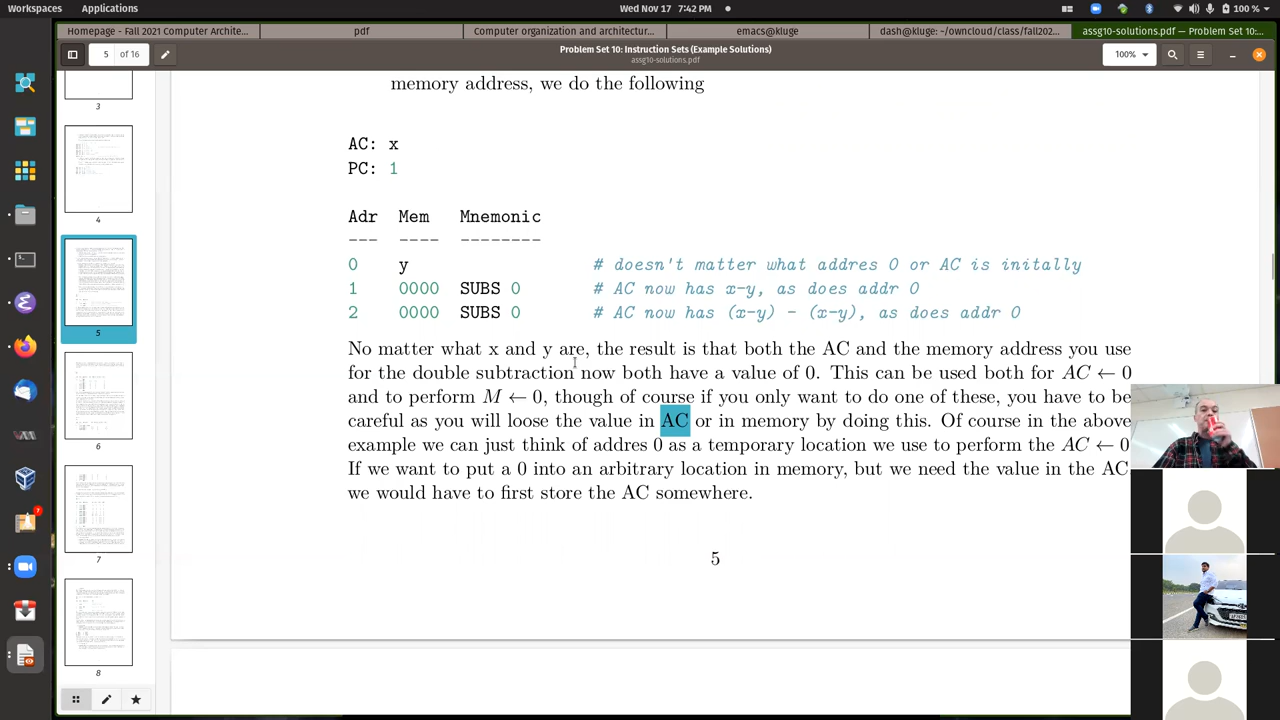 Workspaces Applications Wed Nov 17 7:42 PM 100 %
Homepage - Fall 2021 Computer Archite... pdf Computer organization and architectur... emacs@kluge dash@kluge: ~/owncloud/class/fall202... assg10-solutions.pdf — Problem Set 10:...
5 of 16 Problem Set 10: Instruction Sets (Example Solutions) 100%
assg10-solutions.pdf
3
4
5
6
7
8
7
memory address, we do the following
AC: x
PC: 1
Adr Mem Mnemonic
--- ---- --------
0 y # doesn't matter what addres 0 or AC is initally
1 0000 SUBS 0 # AC now has x-y, as does addr 0
2 0000 SUBS 0 # AC now has (x-y) - (x-y), as does addr 0
No matter what x and y are, the result is that both the AC and the memory address you use
for the double subtraction now both have a value of 0. This can be used both for AC ← 0
and to perform M ← 0, though of course if you only want to do one of these, you have to be
careful as you will loose the value in AC or in memory by doing this. Of course in the above
example we can just think of addres 0 as a temporary location we use to perform the AC ← 0
If we want to put a 0 into an arbitrary location in memory, but we need the value in the AC
we would have to first store the AC somewhere.
5